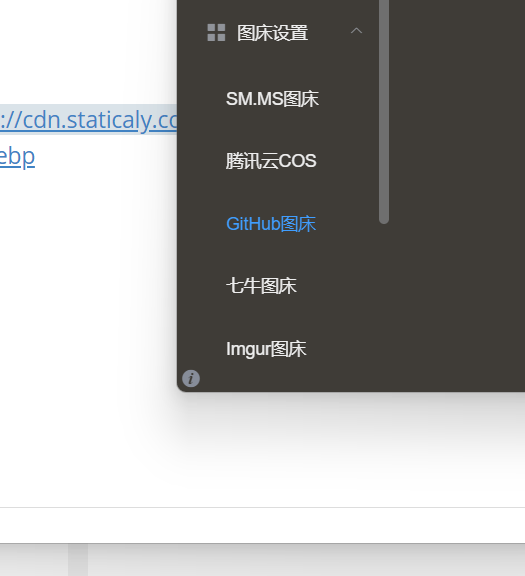 图床设置
SM.MS图床
://cdn.staticaly.cc
ebp
腾讯云COS
GitHub图床
七牛图床
Imgur图床